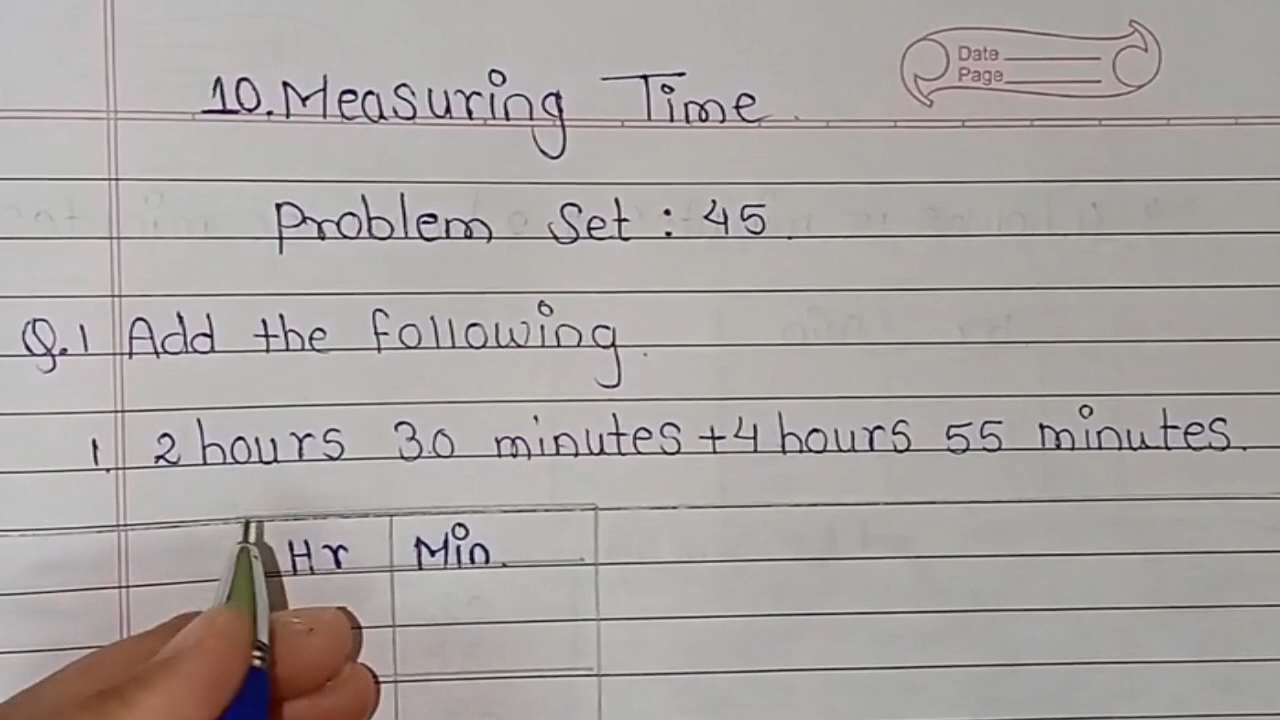 Date
Page
10. Measuring Time.
Problem Set : 45.
Q.1 Add the following.
1. 2 hours 30 minutes + 4 hours 55 minutes.
Hr Min.